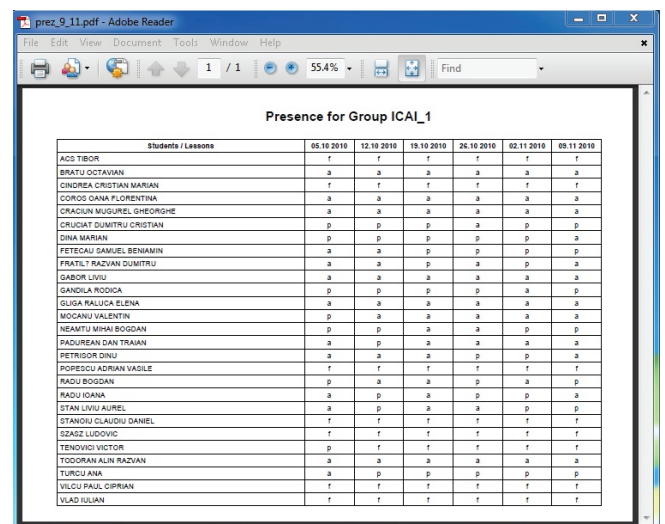 prez_9_11.pdf - Adobe Reader
File Edit View Document Tools Window Help
1 / 1 55.4% Find
Presence for Group ICAI_1
Students / Lessons 05.10 2010 12.10 2010 19.10 2010 26.10 2010 02.11 2010 09.11 2010
ACS TIBOR f f f f f f
BRATU OCTAVIAN a a a a a a
CINDREA CRISTIAN MARIAN f f f f f f
COROS OANA FLORENTINA a a a a a a
CRACIUN MUGUREL GHEORGHE a a a a a a
CRUCIAT DUMITRU CRISTIAN p p p a p p
DINA MARIAN p p p p p a
FETECAU SAMUEL BENIAMIN a a p p p p
FRATIL? RAZVAN DUMITRU a a p a p a
GABOR LIVIU a a a a a a
GANDILA RODICA p p p p a p
GLIGA RALUCA ELENA a a a a a a
MOCANU VALENTIN p a a a a a
NEAMTU MIHAI BOGDAN p p a a p p
PADUREAN DAN TRAIAN a p a a a a
PETRISOR DINU a a a p p a
POPESCU ADRIAN VASILE f f f f f f
RADU BOGDAN p a a p a p
RADU IOANA a p a p p p
STAN LIVIU AUREL a p a a p p
STANOIU CLAUDIU DANIEL f f f f f f
SZASZ LUDOVIC f f f f f f
TENOVICI VICTOR p f f f f f
TODORAN ALIN RAZVAN a a a a a a
TURCU ANA a p p p p p
VILCU PAUL CIPRIAN f f f f f f
VLAD IULIAN f f f f f f